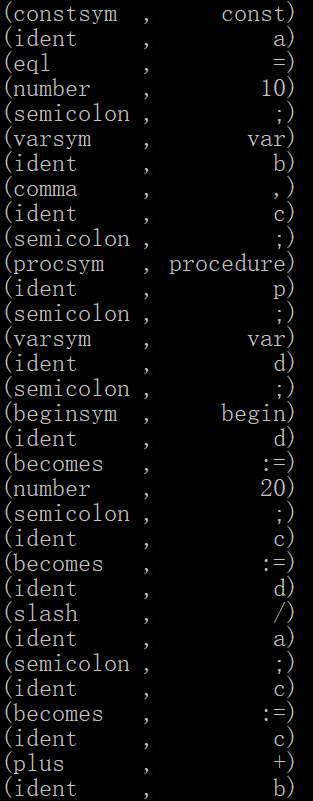 (constsym , const)
(ident , a)
(eql , =)
(number , 10)
(semicolon , ;)
(varsym , var)
(ident , b)
(comma , ,)
(ident , c)
(semicolon , ;)
(procsym , procedure)
(ident , p)
(semicolon , ;)
(varsym , var)
(ident , d)
(semicolon , ;)
(beginsym , begin)
(ident , d)
(becomes , :=)
(number , 20)
(semicolon , ;)
(ident , c)
(becomes , :=)
(ident , d)
(slash , /)
(ident , a)
(semicolon , ;)
(ident , c)
(becomes , :=)
(ident , c)
(plus , +)
(ident , b)